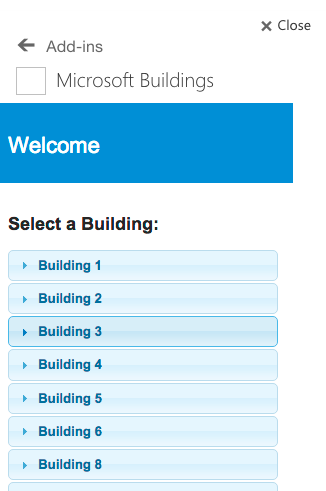 Close
Add-ins
Microsoft Buildings
Welcome
Select a Building:
Building 1
Building 2
Building 3
Building 4
Building 5
Building 6
Building 8